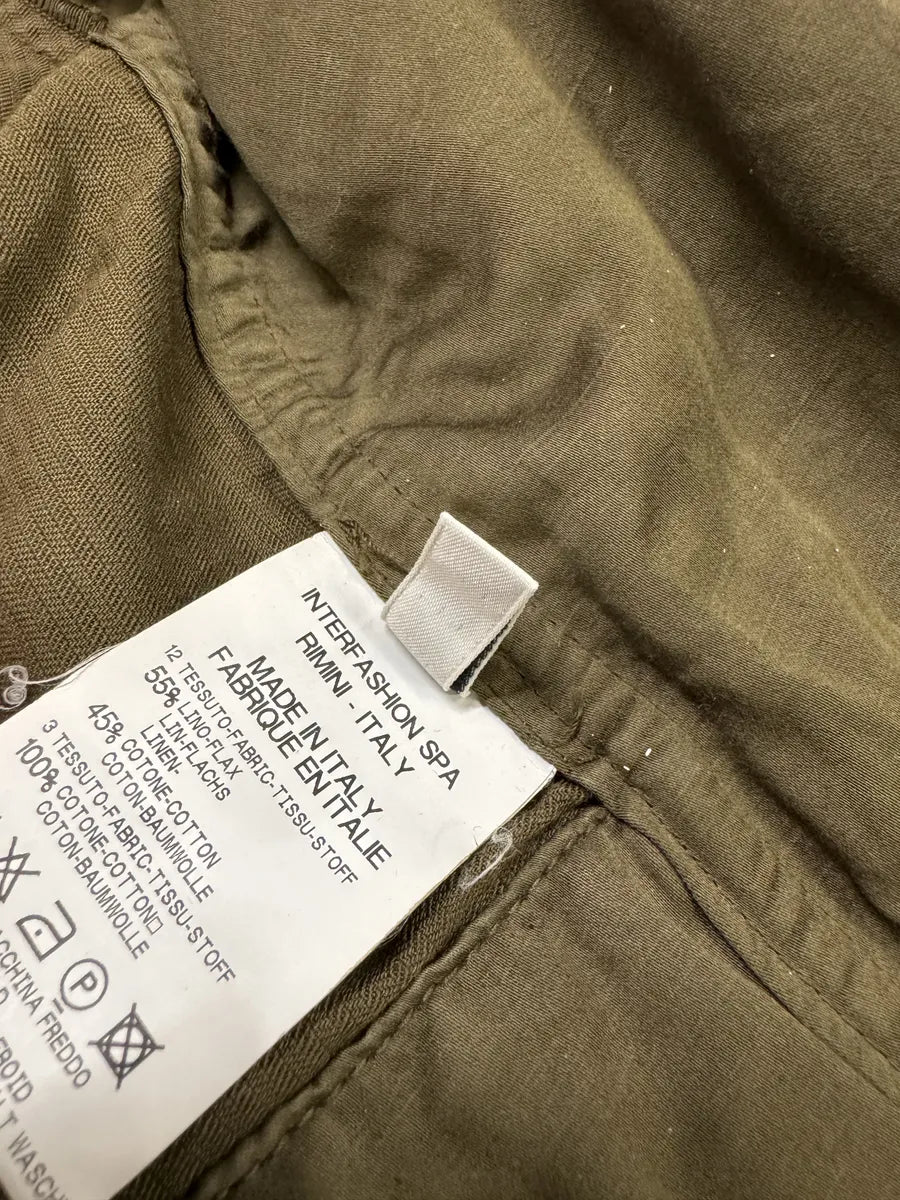 INTERFASHION SPA
RIMINI - ITALY
MADE IN ITALY
FABRIQUE EN ITALIE
12 TESSUTO-FABRIC-TISSU-STOFF
55% LINO-FLAX
LIN-FLACHS
LINEN-
45% COTONE-COTTON
COTON-BAUMWOLLE
3 TESSUTO-FABRIC-TISSU-STOFF
100% COTONE-COTTON□
COTON-BAUMWOLLE
P
FREDDO
FROID